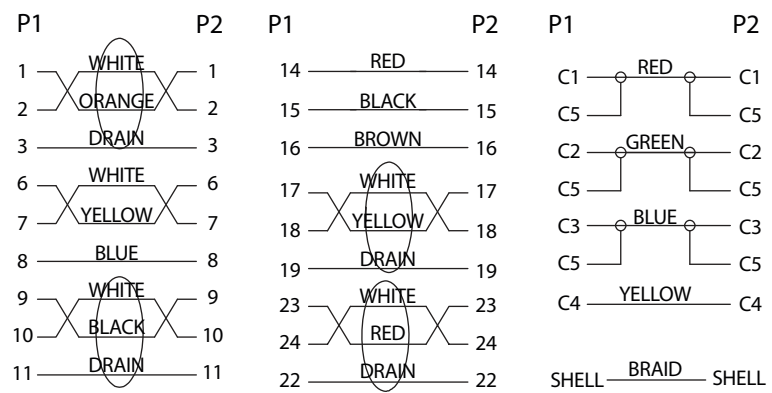 P1 P2
1 WHITE 1
2 ORANGE 2
3 DRAIN 3
6 WHITE 6
7 YELLOW 7
8 BLUE 8
9 WHITE 9
10 BLACK 10
11 DRAIN 11
P1 P2
14 RED 14
15 BLACK 15
16 BROWN 16
17 WHITE 17
18 YELLOW 18
19 DRAIN 19
23 WHITE 23
24 RED 24
22 DRAIN 22
P1 P2
C1 RED C1
C5 C5
C2 GREEN C2
C5 C5
C3 BLUE C3
C5 C5
C4 YELLOW C4
SHELL BRAID SHELL